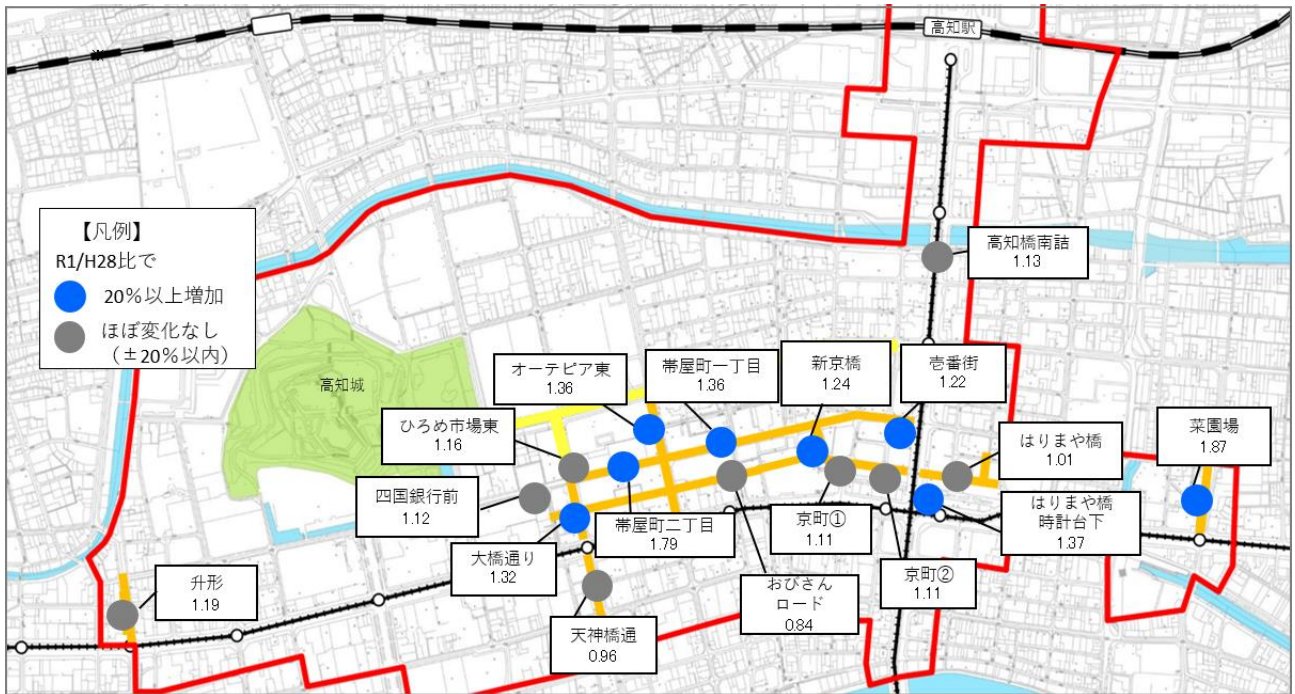 高知駅
【凡例】
R1/H28比で
20%以上増加
ほぼ変化なし
(±20%以内)
高知城
高知橋南詰
1.13
オーテピア東
1.36
帯屋町一丁目
1.36
新京橋
1.24
壱番街
1.22
ひろめ市場東
1.16
はりまや橋
1.01
菜園場
1.87
四国銀行前
1.12
大橋通り
1.32
帯屋町二丁目
1.79
京町①
1.11
はりまや橋
時計台下
1.37
升形
1.19
天神橋通
0.96
おびさん
ロード
0.84
京町②
1.11